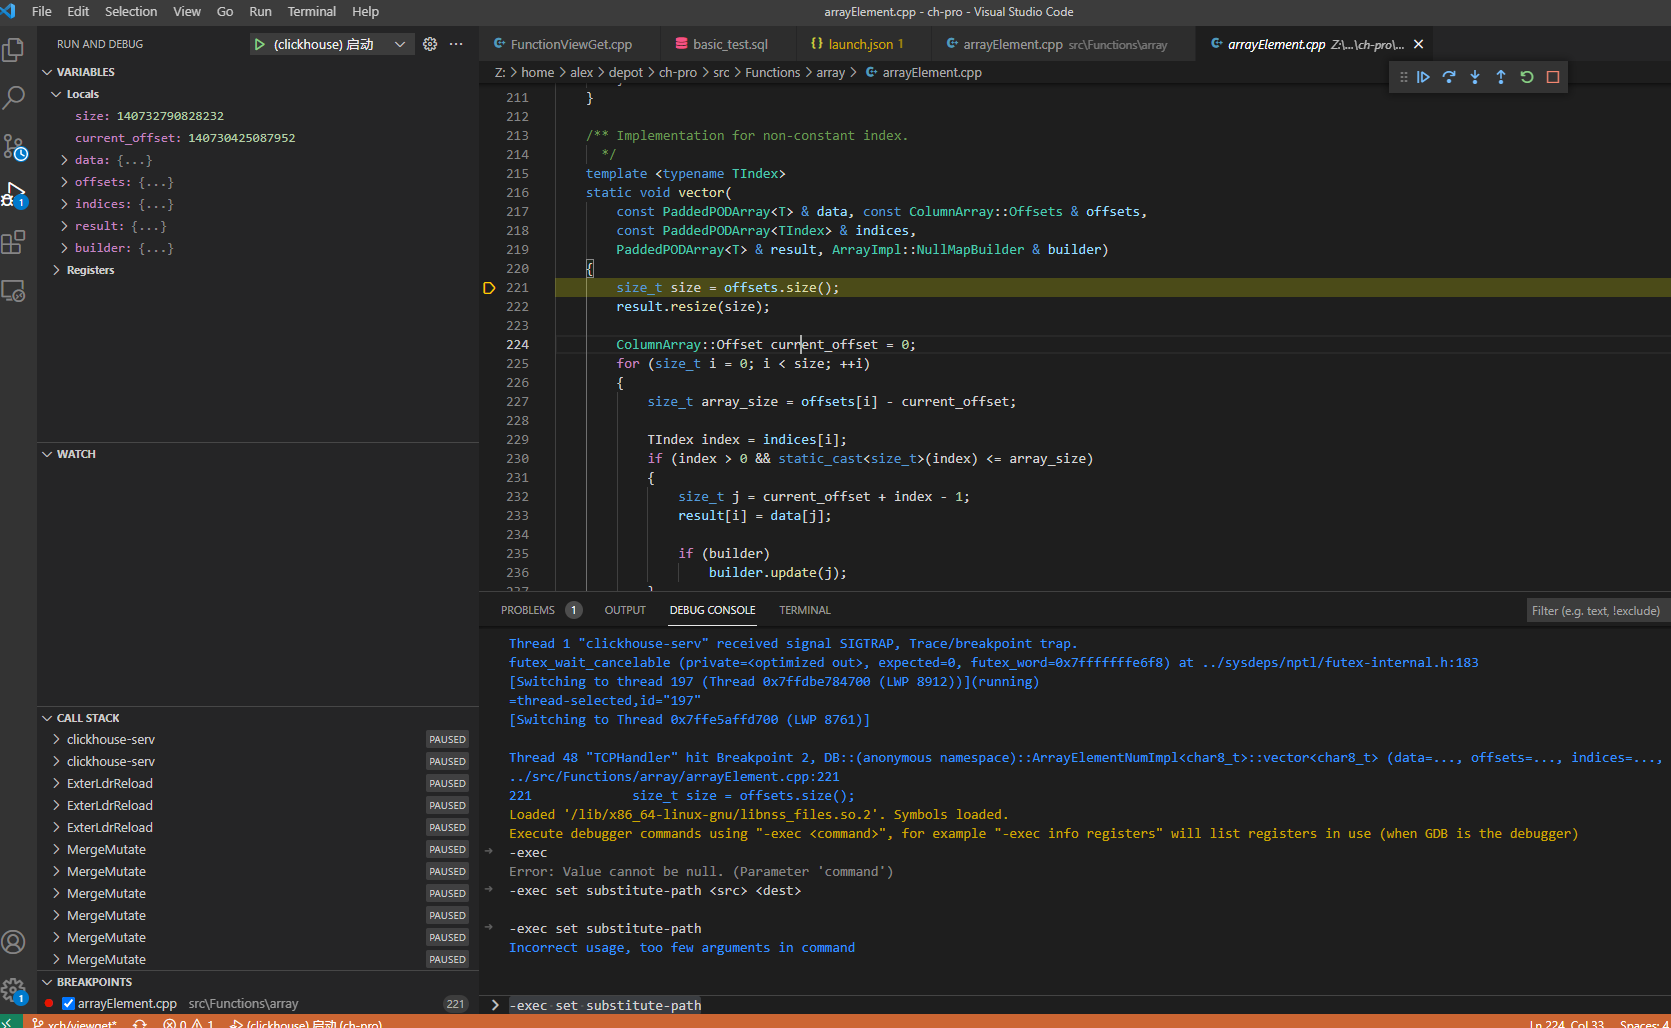 File Edit Selection View Go Run Terminal Help
arrayElement.cpp - ch-pro - Visual Studio Code
RUN AND DEBUG
(clickhouse) 启动
VARIABLES
Locals
size: 140732790828232
current_offset: 140730425087952
data: {...}
offsets: {...}
indices: {...}
result: {...}
builder: {...}
Registers
WATCH
CALL STACK
clickhouse-serv PAUSED
clickhouse-serv PAUSED
ExterLdrReload PAUSED
ExterLdrReload PAUSED
ExterLdrReload PAUSED
MergeMutate PAUSED
MergeMutate PAUSED
MergeMutate PAUSED
MergeMutate PAUSED
MergeMutate PAUSED
MergeMutate PAUSED
BREAKPOINTS
arrayElement.cpp src\Functions\array 221
FunctionViewGet.cpp
basic_test.sql
launch.json 1
arrayElement.cpp src\Functions\array
arrayElement.cpp Z:\...\ch-pro\...
Z: > home > alex > depot > ch-pro > src > Functions > array > arrayElement.cpp
211 }
212
213 /** Implementation for non-constant index.
214 */
215 template <typename TIndex>
216 static void vector(
217 const PaddedPODArray<T> & data, const ColumnArray::Offsets & offsets,
218 const PaddedPODArray<TIndex> & indices,
219 PaddedPODArray<T> & result, ArrayImpl::NullMapBuilder & builder)
220 {
221 size_t size = offsets.size();
222 result.resize(size);
223
224 ColumnArray::Offset current_offset = 0;
225 for (size_t i = 0; i < size; ++i)
226 {
227 size_t array_size = offsets[i] - current_offset;
228
229 TIndex index = indices[i];
230 if (index > 0 && static_cast<size_t>(index) <= array_size)
231 {
232 size_t j = current_offset + index - 1;
233 result[i] = data[j];
234
235 if (builder)
236 builder.update(j);
237 }
PROBLEMS 1 OUTPUT DEBUG CONSOLE TERMINAL
Filter (e.g. text, !exclude)
Thread 1 "clickhouse-serv" received signal SIGTRAP, Trace/breakpoint trap.
futex_wait_cancelable (private=<optimized out>, expected=0, futex_word=0x7fffffffe6f8) at ../sysdeps/nptl/futex-internal.h:183
[Switching to thread 197 (Thread 0x7ffdbe784700 (LWP 8912))](running)
=thread-selected,id="197"
[Switching to Thread 0x7ffe5affd700 (LWP 8761)]
Thread 48 "TCPHandler" hit Breakpoint 2, DB::(anonymous namespace)::ArrayElementNumImpl<char8_t>::vector<char8_t> (data=..., offsets=..., indices=...,
../src/Functions/array/arrayElement.cpp:221
221 size_t size = offsets.size();
Loaded '/lib/x86_64-linux-gnu/libnss_files.so.2'. Symbols loaded.
Execute debugger commands using "-exec <command>", for example "-exec info registers" will list registers in use (when GDB is the debugger)
-exec
Error: Value cannot be null. (Parameter 'command')
-exec set substitute-path <src> <dest>
-exec set substitute-path
Incorrect usage, too few arguments in command
-exec set substitute-path
xch/viewget* 0 1 (clickhouse) 启动 (ch-pro)
Ln 224, Col 33 Spaces: 4